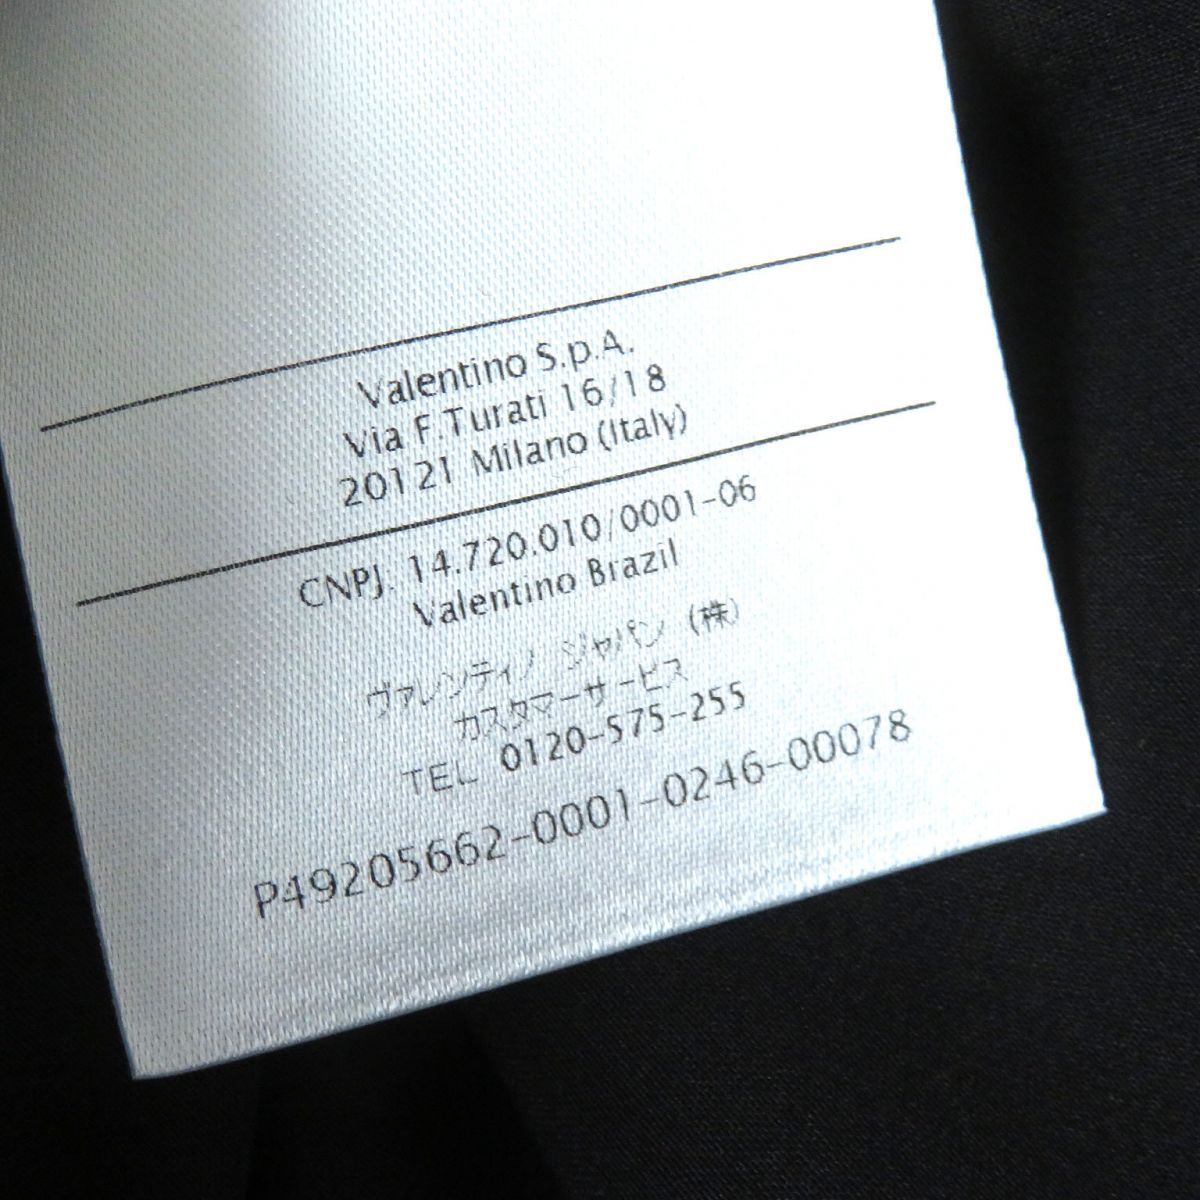 Valentino S.p.A.
Via F.Turati 16/18
20121 Milano (Italy)
CNPJ. 14.720.010/0001-06
Valentino Brazil
ヴァレンティノ ジャパン (株)
カスタマーサービス
TEL 0120-575-255
P49205662-0001-0246-00078